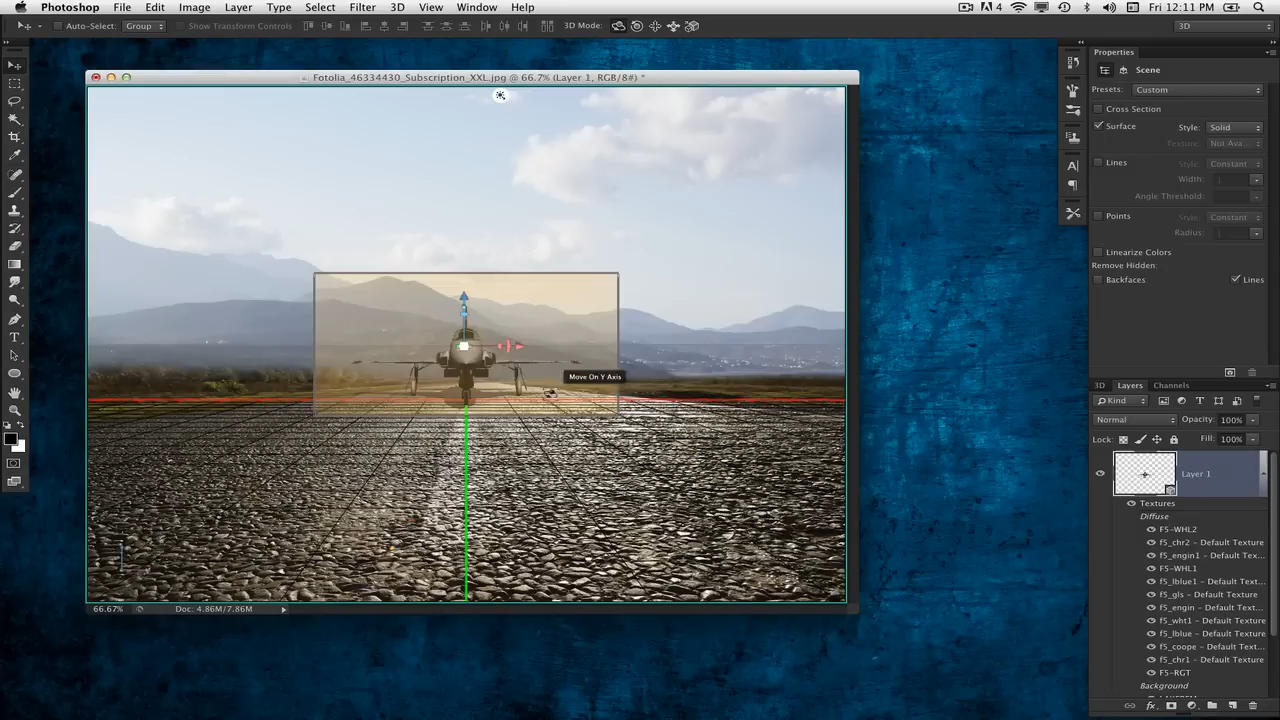 Photoshop File Edit Image Layer Type Select Filter 3D View Window Help 4 Fri 12:11 PM
Auto-Select: Group Show Transform Controls 3D Mode: 3D
Fotolia_46334430_Subscription_XXL.jpg @ 66.7% (Layer 1, RGB/8#) *
Move On Y Axis
66.67% Doc: 4.86M/7.86M
Properties
Scene
Presets: Custom
Cross Section
Surface Style: Solid
Texture: Not Ava...
Lines Style: Constant
Width:
Angle Threshold:
Points Style: Constant
Radius:
Linearize Colors
Remove Hidden:
Backfaces Lines
3D Layers Channels
Kind
Normal Opacity: 100%
Lock: Fill: 100%
Layer 1
Textures
Diffuse
F5-WHL2
f5_chr2 - Default Texture
f5_engin1 - Default Tex...
F5-WHL1
f5_lblue1 - Default Text...
f5_gls - Default Texture
f5_engin - Default Text...
f5_wht1 - Default Texture
f5_lblue - Default Texture
f5_coope - Default Text...
f5_chr1 - Default Texture
F5-RGT
Background